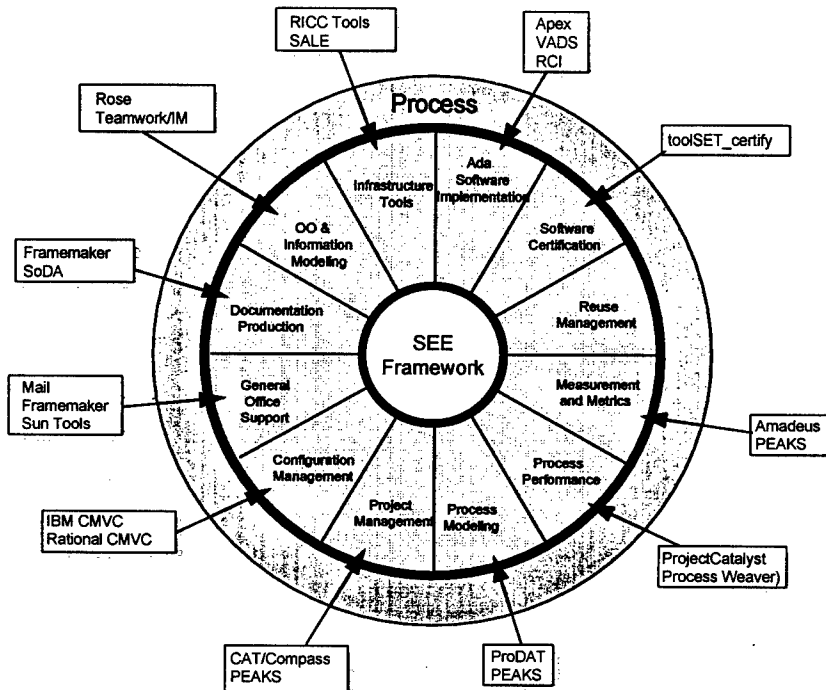 RICC Tools
SALE
Apex
VADS
RCI
Rose
Teamwork/IM
Process
toolSET_certify
Infrastructure
Tools
Ada
Software
Implementation
OO &
Information
Modeling
Software
Certification
Framemaker
SoDA
Documentation
Production
Reuse
Management
SEE
Framework
Mail
Framemaker
Sun Tools
General
Office
Support
Measurement
and Metrics
Amadeus
PEAKS
Configuration
Management
Process
Performance
Project
Management
Process
Modeling
IBM CMVC
Rational CMVC
ProjectCatalyst
Process Weaver)
CAT/Compass
PEAKS
ProDAT
PEAKS